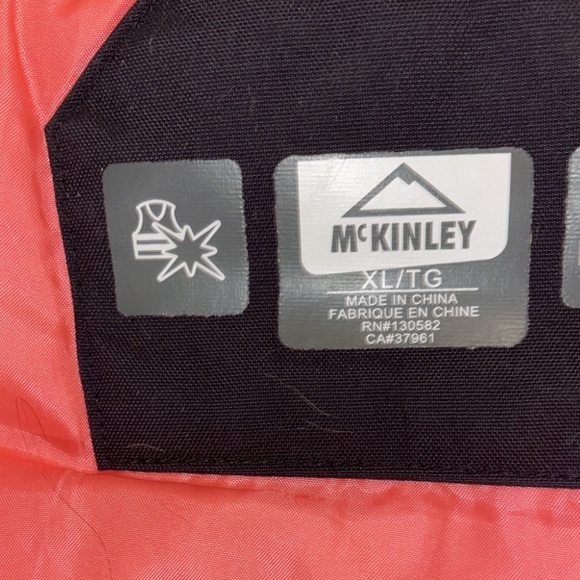 McKINLEY
XL/TG
MADE IN CHINA
FABRIQUE EN CHINE
RN#130582
CA#37961